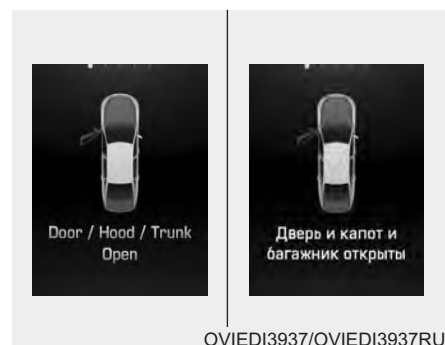 Door / Hood / Trunk
Open
Дверь и капот и
багажник открыты
OVIEDI3937/OVIEDI3937RU